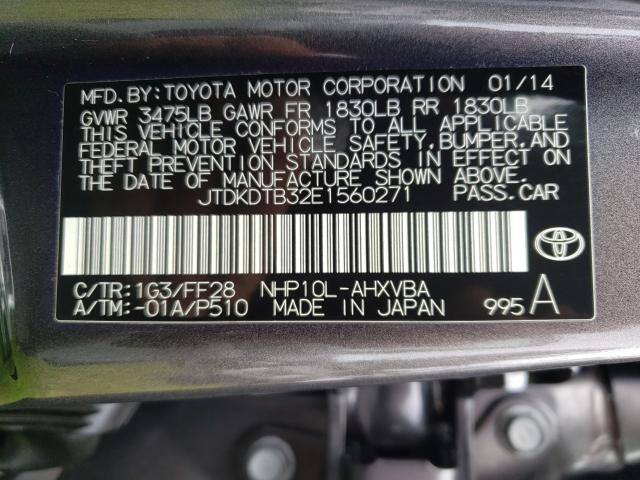 MFD.BY:TOYOTA MOTOR CORPORATION 01/14
GVWR 3475LB GAWR FR 1830LB RR 1830LB
THIS VEHICLE CONFORMS TO ALL APPLICABLE
FEDERAL MOTOR VEHICLE SAFETY,BUMPER,AND
THEFT PREVENTION STANDARDS IN EFFECT ON
THE DATE OF MANUFACTURE SHOWN ABOVE.
JTDKDTB32E1560271 PASS.CAR
C/TR:1G3/FF28 NHP10L-AHXVBA
A/TM:-01A/P510 MADE IN JAPAN 995 A